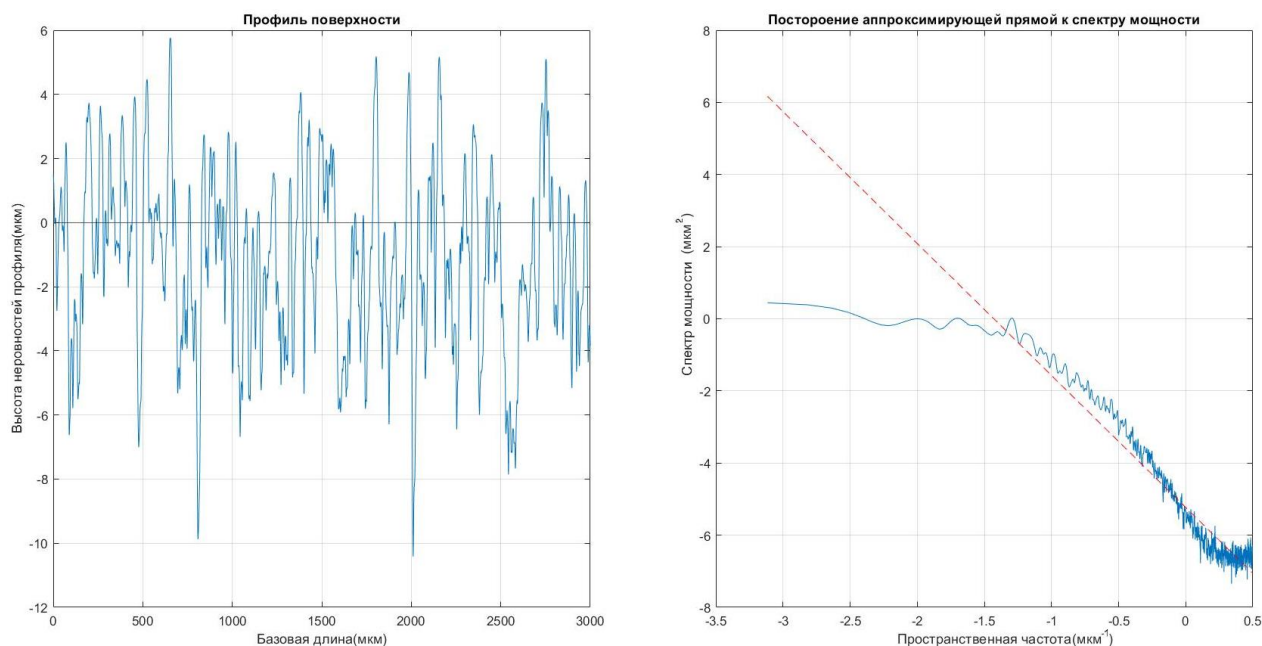 Профиль поверхности
6
4
2
0
-2
-4
-6
-8
-10
-12
Высота неровностей профиля(мкм)
0 500 1000 1500 2000 2500 3000
Базовая длина(мкм)
Постороение аппроксимирующей прямой к спектру мощности
8
6
4
2
0
-2
-4
-6
-8
Спектр мощности (мкм²)
-3.5 -3 -2.5 -2 -1.5 -1 -0.5 0 0.5
Пространственная частота(мкм⁻¹)